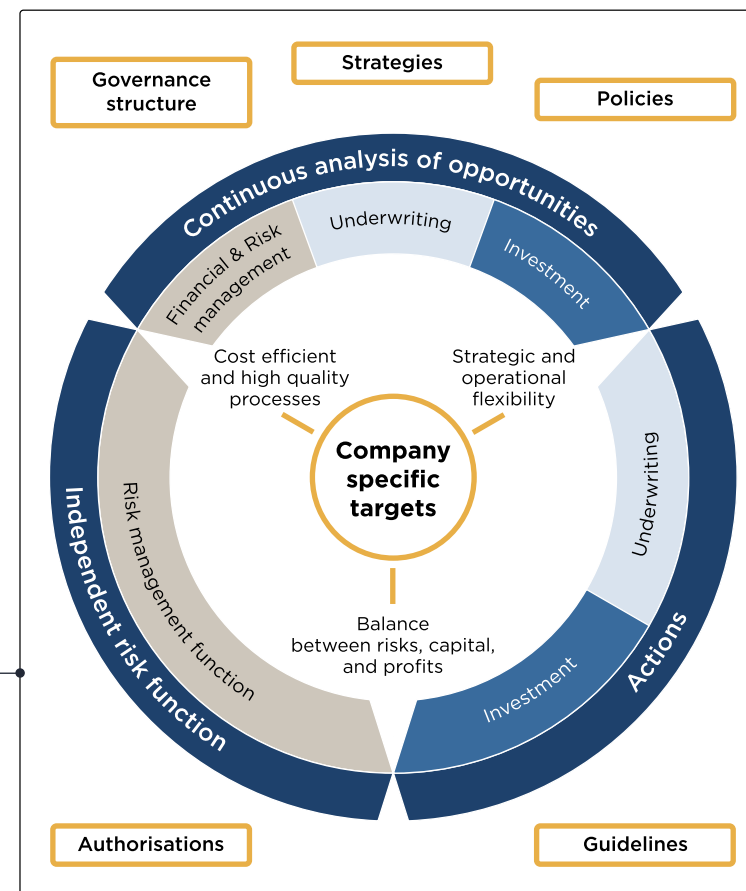 Governance
structure
Strategies
Policies
Continuous analysis of opportunities
Financial & Risk
management
Underwriting
Investment
Cost efficient
and high quality
processes
Strategic and
operational
flexibility
Company
specific
targets
Balance
between risks, capital,
and profits
Independent risk function
Risk management function
Underwriting
Investment
Actions
Authorisations
Guidelines